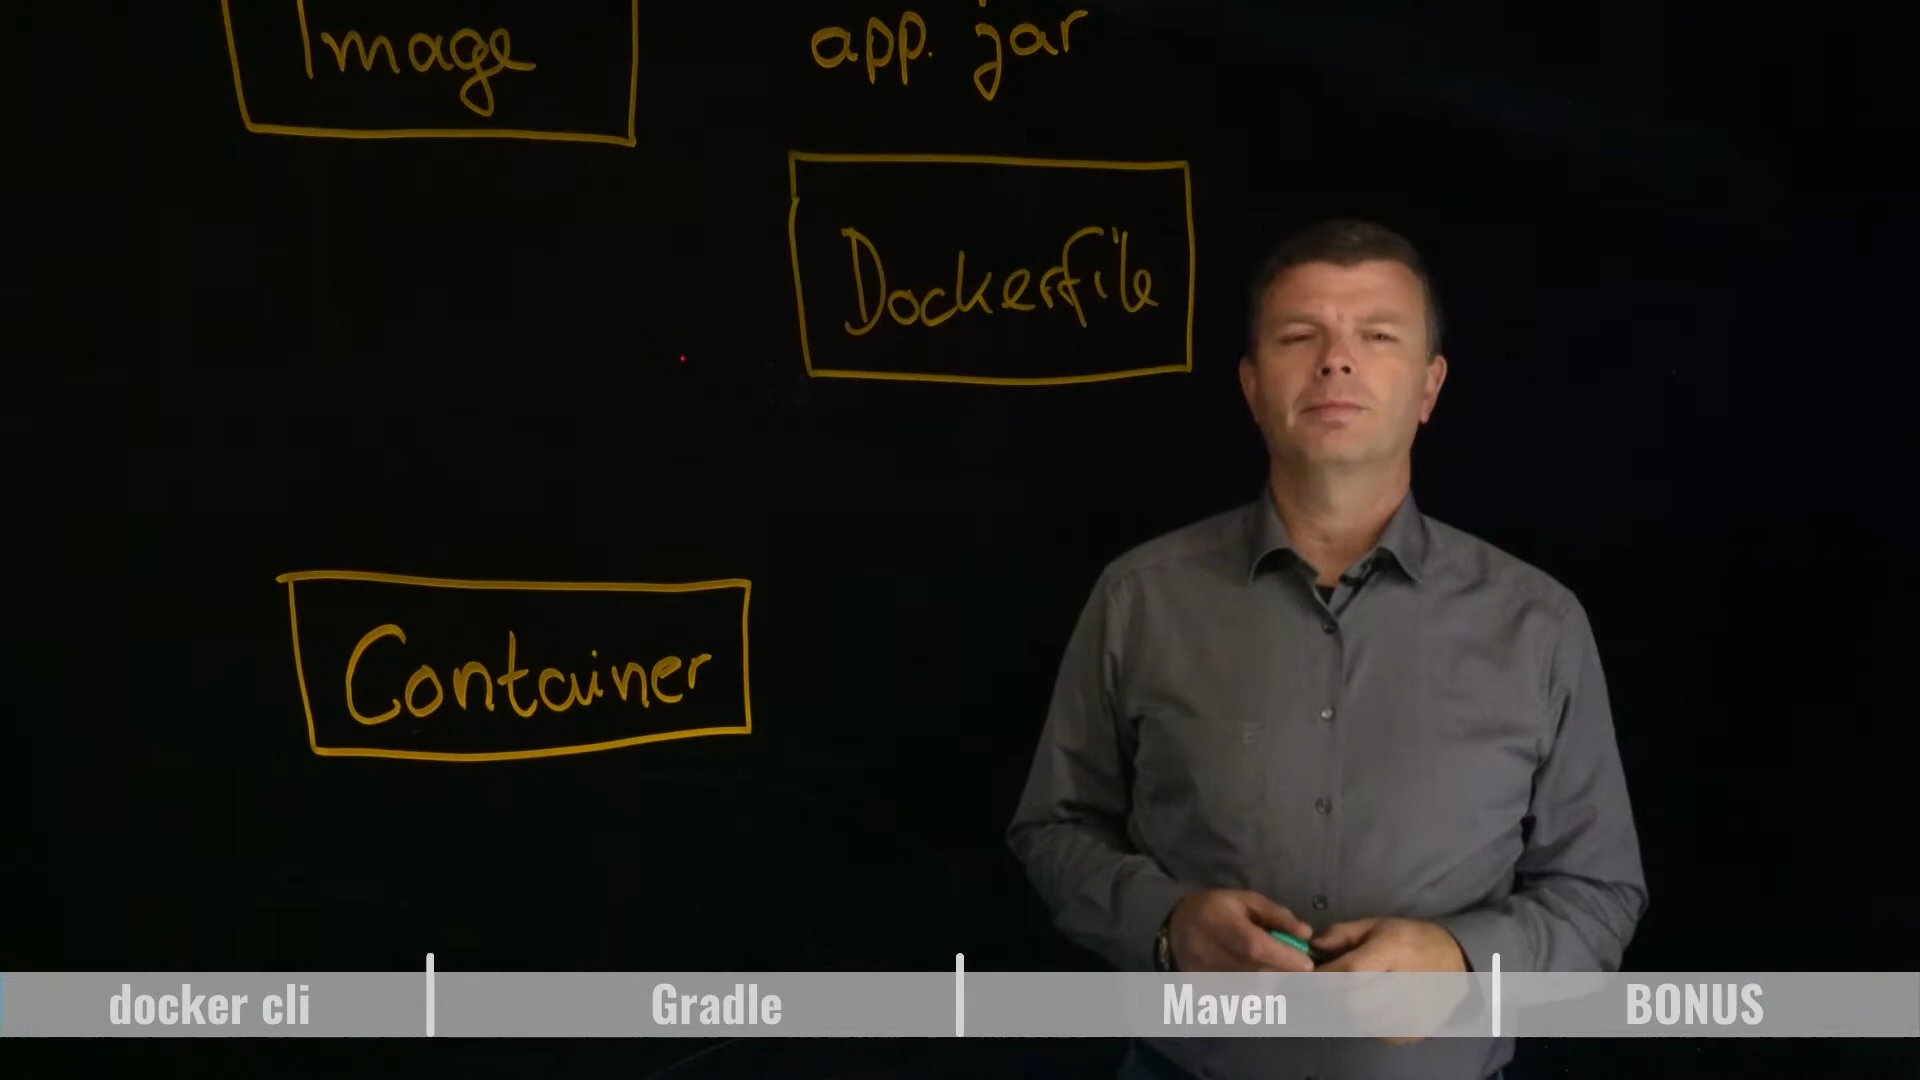 Image
app.jar
Dockerfile
Container
docker cli
Gradle
Maven
BONUS